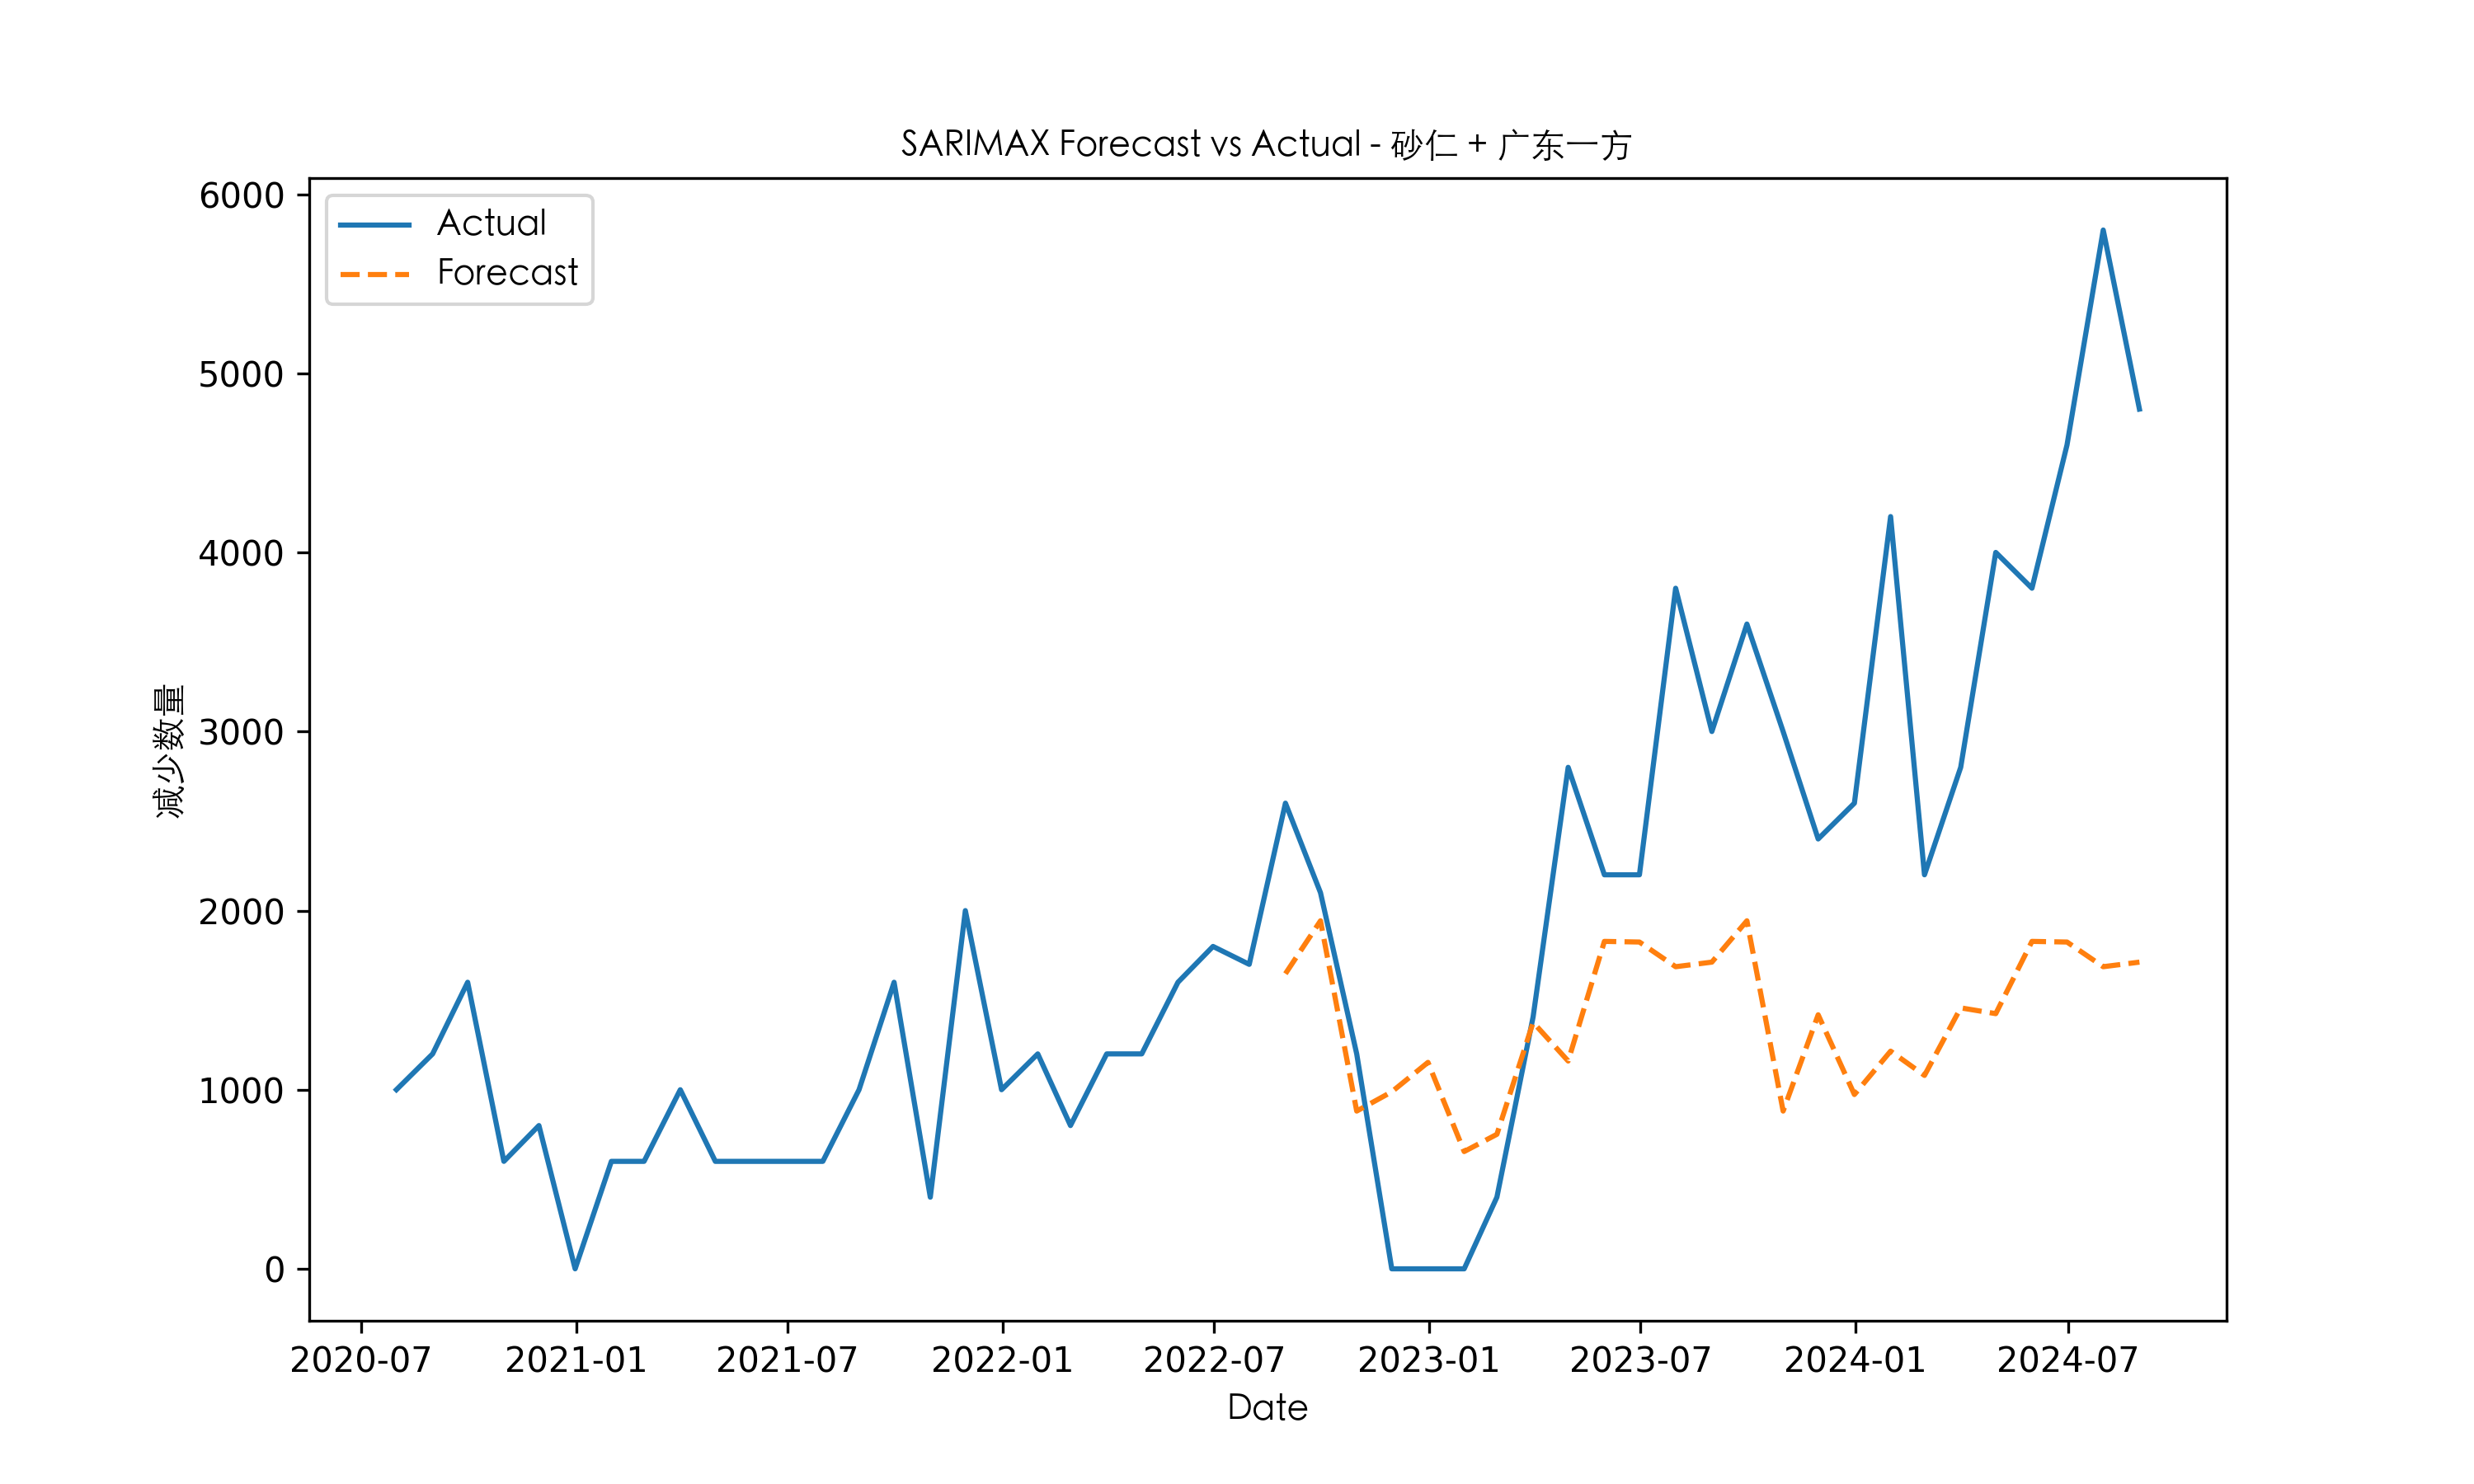 SARIMAX Forecast vs Actual - 砂仁 + 广东一方
Actual
Forecast
6000
5000
4000
3000
2000
1000
0
减少数量
2020-07 2021-01 2021-07 2022-01 2022-07 2023-01 2023-07 2024-01 2024-07
Date